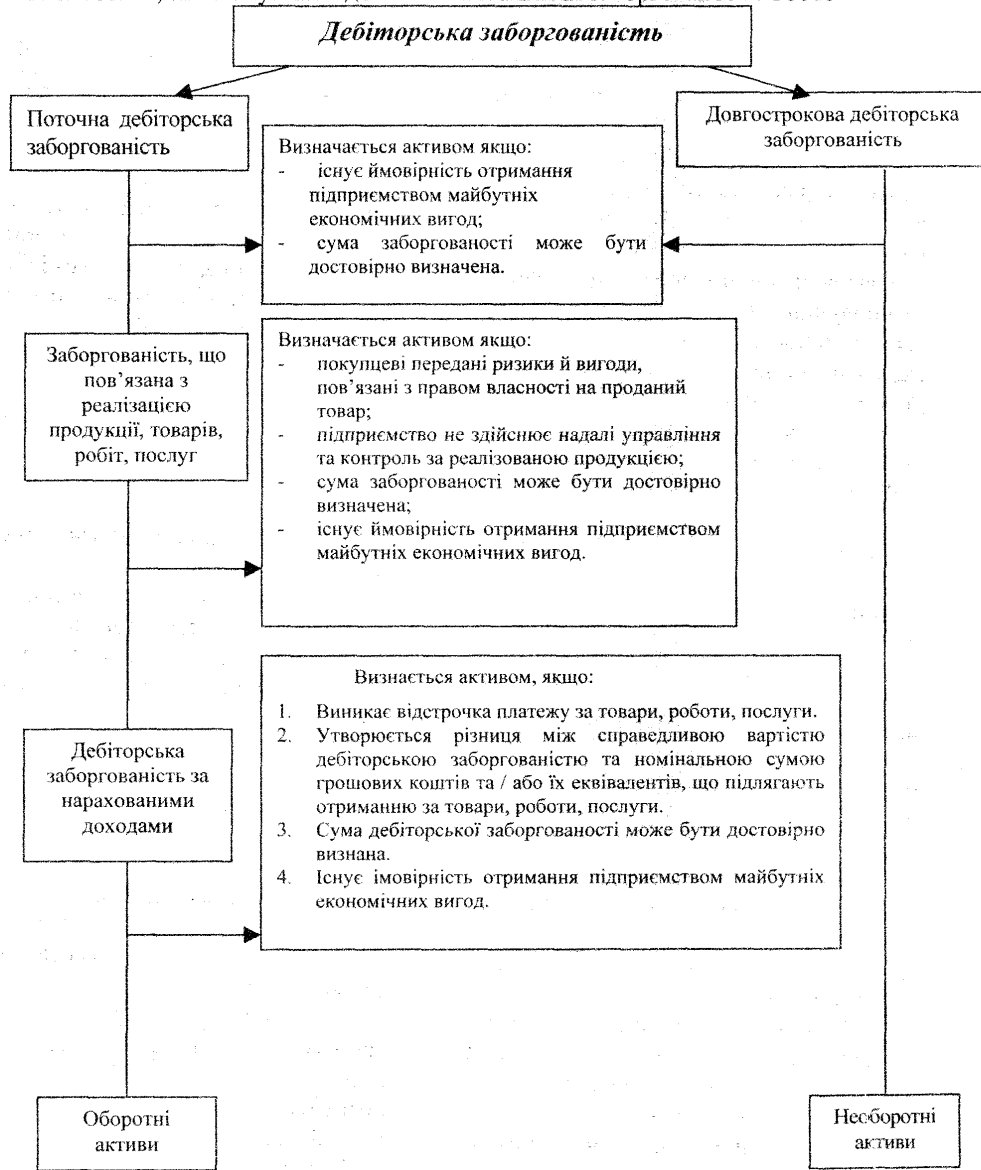 Дебіторська заборгованість
Поточна дебіторська
заборгованість
Довгострокова дебіторська
заборгованість
Визначається активом якщо:
- існує ймовірність отримання
підприємством майбутніх
економічних вигод;
- сума заборгованості може бути
достовірно визначена.
Заборгованість, що
пов’язана з
реалізацією
продукції, товарів,
робіт, послуг
Визначається активом якщо:
- покупцеві передані ризики й вигоди,
пов’язані з правом власності на проданий
товар;
- підприємство не здійснює надалі управління
та контроль за реалізованою продукцією;
- сума заборгованості може бути достовірно
визначена;
- існує ймовірність отримання підприємством
майбутніх економічних вигод.
Дебіторська
заборгованість за
нарахованими
доходами
Визнається активом, якщо:
1. Виникає відстрочка платежу за товари, роботи, послуги.
2. Утворюється різниця між справедливою вартістю
дебіторською заборгованістю та номінальною сумою
грошових коштів та / або їх еквівалентів, що підлягають
отриманню за товари, роботи, послуги.
3. Сума дебіторської заборгованості може бути достовірно
визнана.
4. Існує імовірність отримання підприємством майбутніх
економічних вигод.
Оборотні
активи
Необоротні
активи